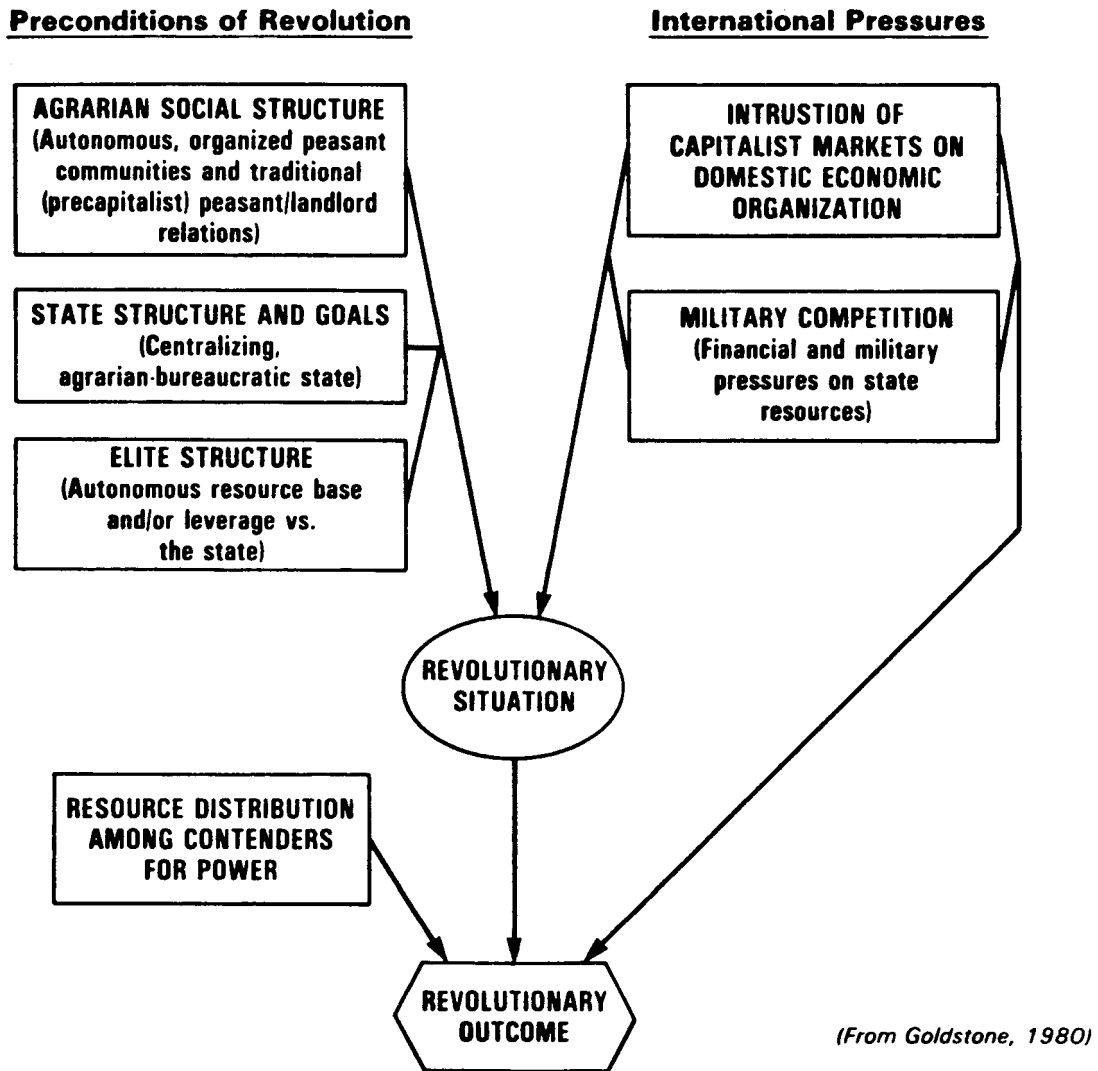 Preconditions of Revolution
International Pressures
AGRARIAN SOCIAL STRUCTURE
(Autonomous, organized peasant
communities and traditional
(precapitalist) peasant/landlord
relations)
STATE STRUCTURE AND GOALS
(Centralizing,
agrarian-bureaucratic state)
ELITE STRUCTURE
(Autonomous resource base
and/or leverage vs.
the state)
INTRUSTION OF
CAPITALIST MARKETS ON
DOMESTIC ECONOMIC
ORGANIZATION
MILITARY COMPETITION
(Financial and military
pressures on state
resources)
REVOLUTIONARY
SITUATION
RESOURCE DISTRIBUTION
AMONG CONTENDERS
FOR POWER
REVOLUTIONARY
OUTCOME
(From Goldstone, 1980)